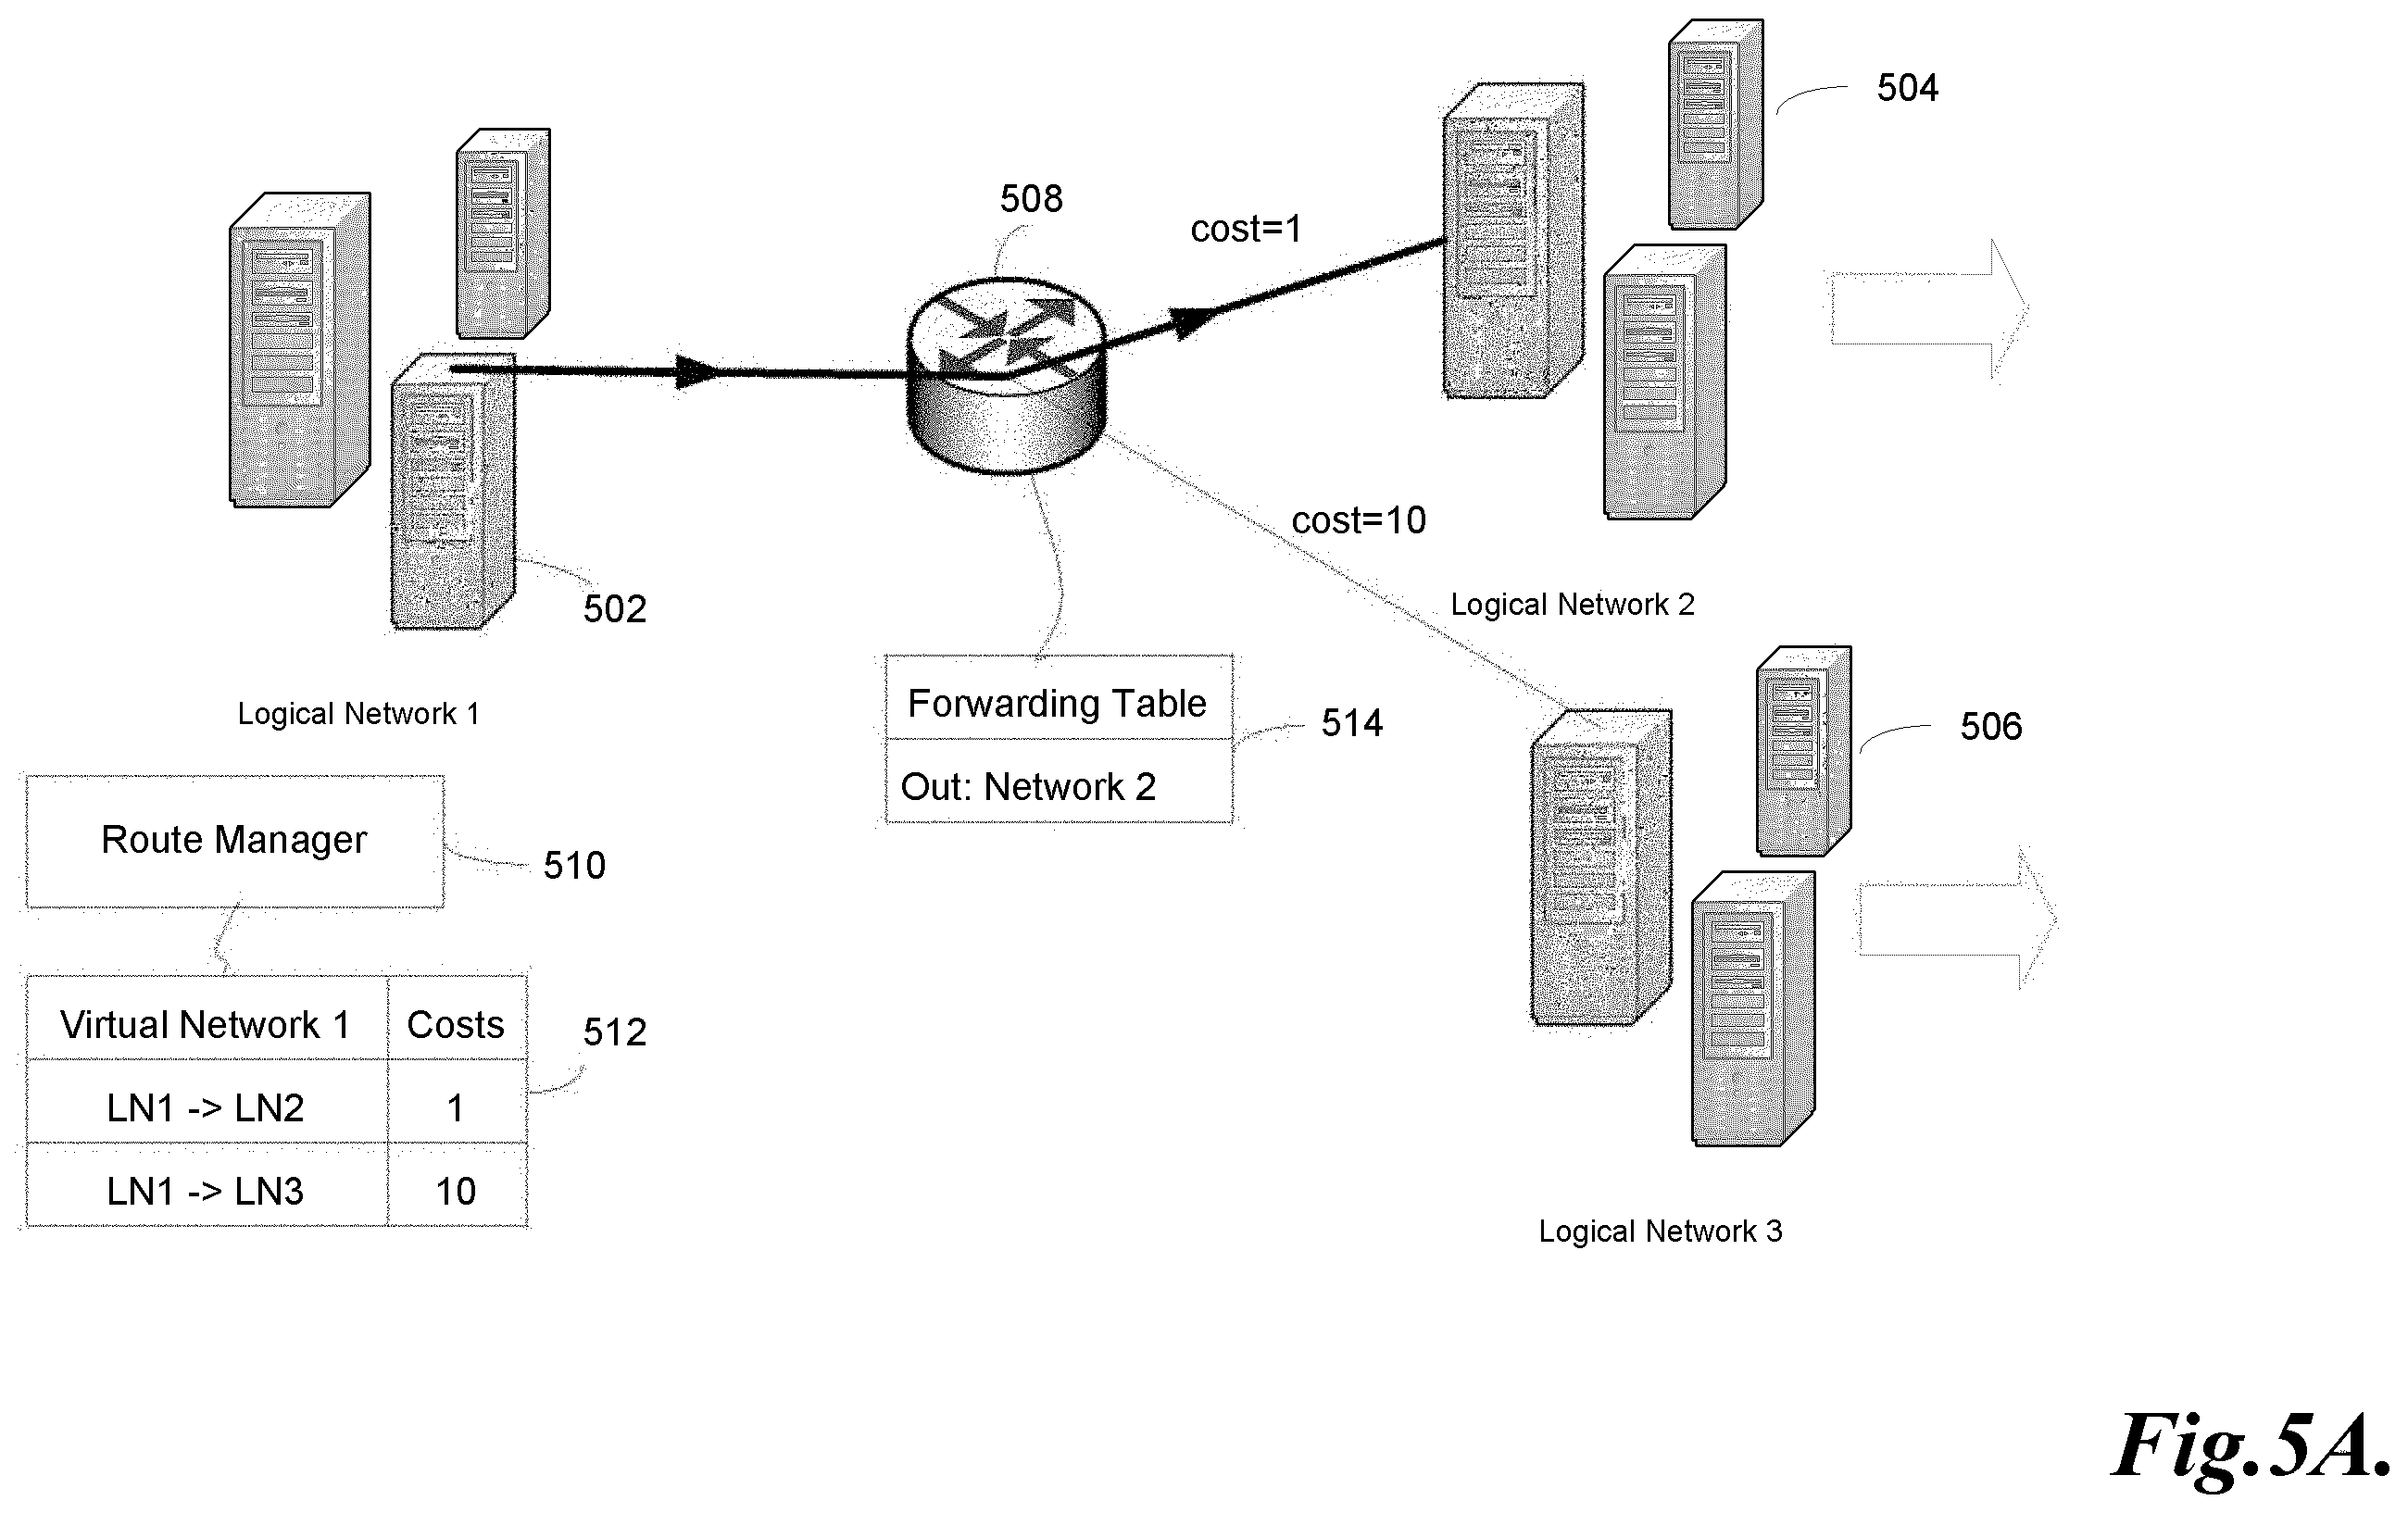 504
508
cost=1
cost=10
502
Logical Network 2
Logical Network 1
Forwarding Table
514
Out: Network 2
506
Route Manager
510
Virtual Network 1 Costs
512
LN1 -> LN2 1
LN1 -> LN3 10
Logical Network 3
Fig.5A.